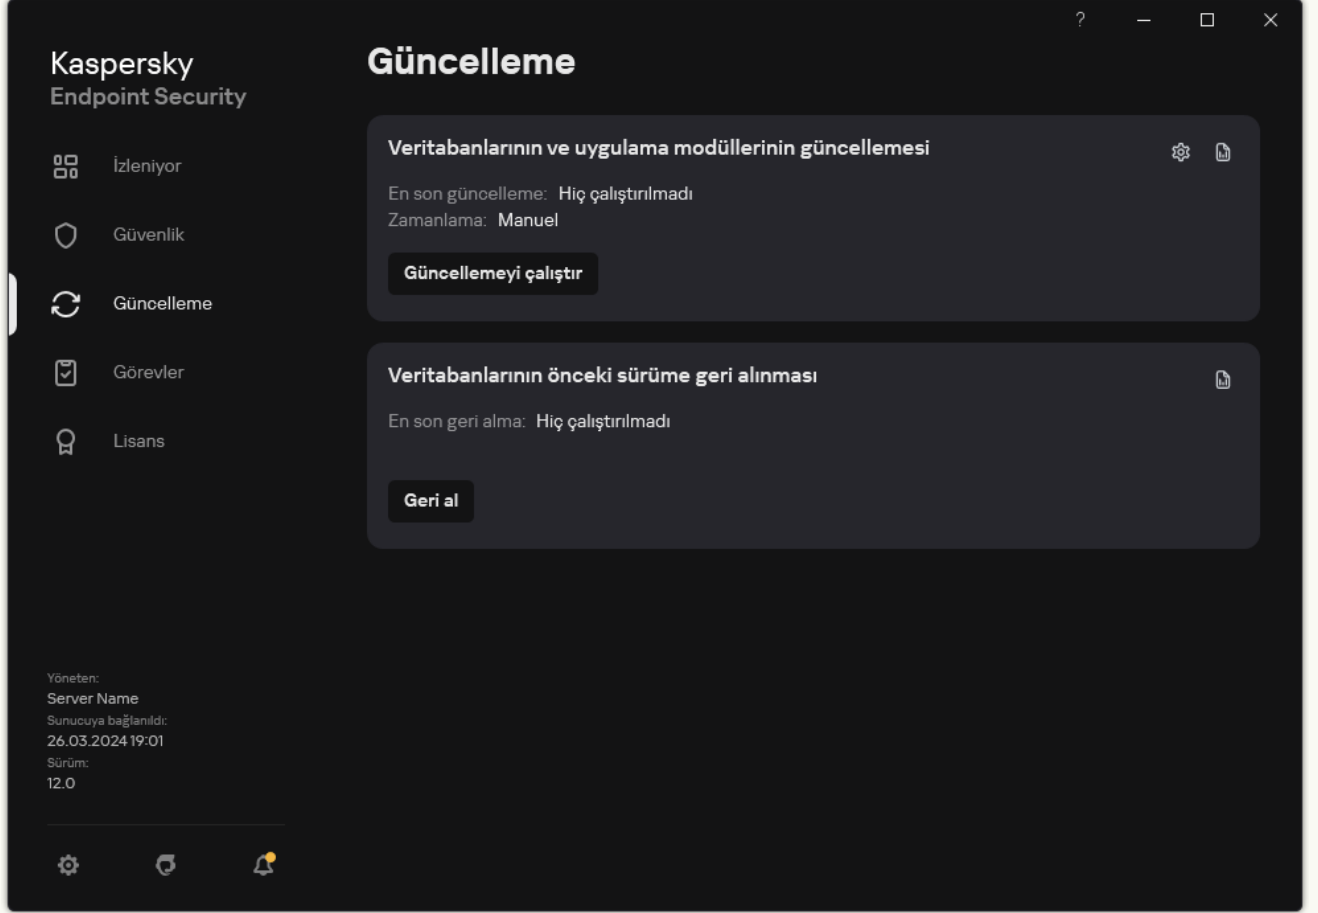 ?
Kaspersky
Endpoint Security
İzleniyor
Güvenlik
Güncelleme
Görevler
Lisans
Yöneten:
Server Name
Sunucuya bağlanıldı:
26.03.2024 19:01
Sürüm:
12.0
Güncelleme
Veritabanlarının ve uygulama modüllerinin güncellemesi
En son güncelleme: Hiç çalıştırılmadı
Zamanlama: Manuel
Güncellemeyi çalıştır
Veritabanlarının önceki sürüme geri alınması
En son geri alma: Hiç çalıştırılmadı
Geri al